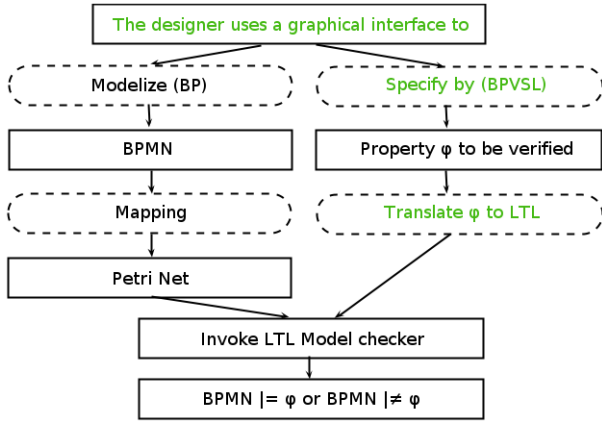 The designer uses a graphical interface to
Modelize (BP)
Specify by (BPVSL)
BPMN
Property φ to be verified
Mapping
Translate φ to LTL
Petri Net
Invoke LTL Model checker
BPMN |= φ or BPMN |≠ φ